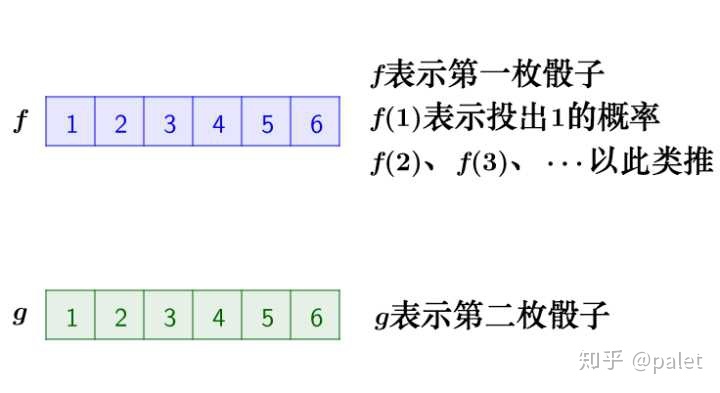 f表示第一枚骰子
f 1 2 3 4 5 6 f(1)表示投出1的概率
f(2)、f(3)、…以此类推
g 1 2 3 4 5 6 g表示第二枚骰子
知乎 @palet